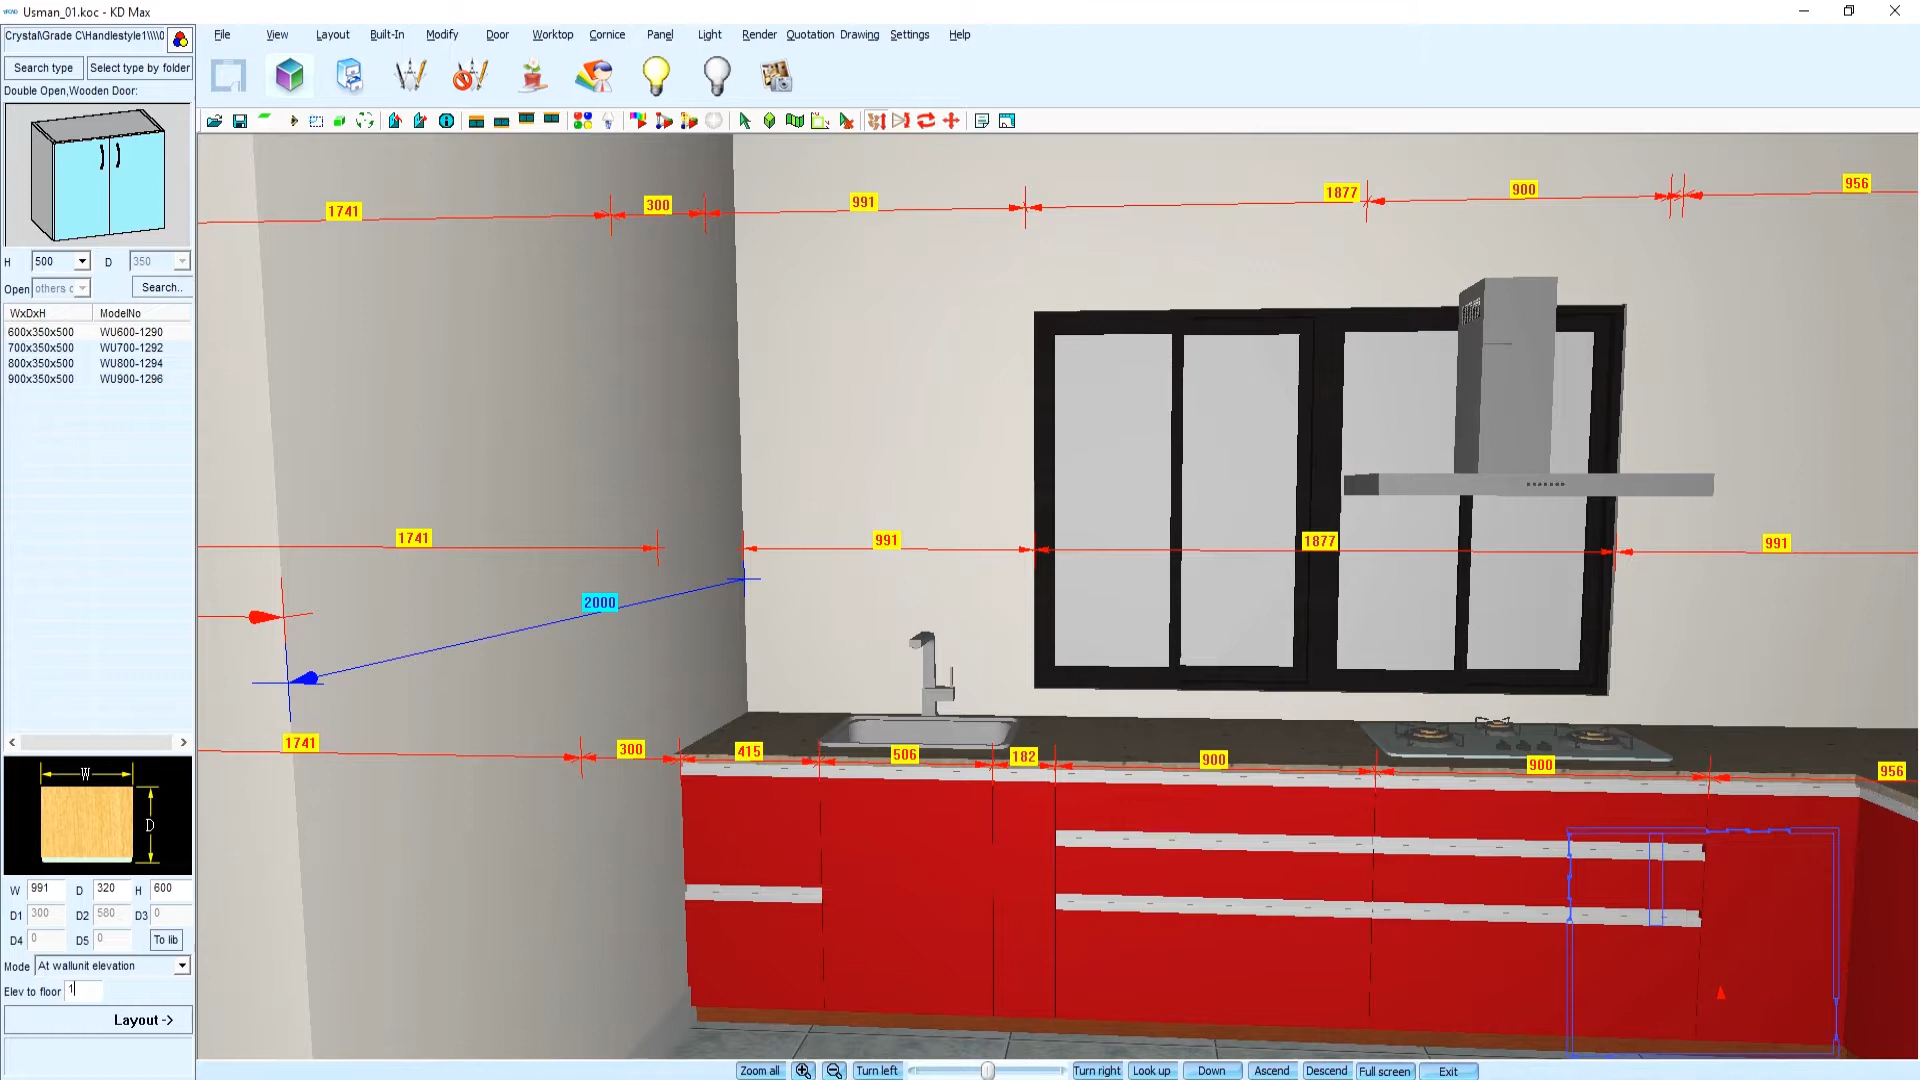 Usman_01.koc - KD Max
Crystal\Grade C\Handlestyle1\\\\0
File View Layout Built-In Modify Door Worktop Cornice Panel Light Render Quotation Drawing Settings Help
Search type Select type by folder
Double Open,Wooden Door:
H 500 D 350
Open others c Search..
WxDxH ModelNo
600x350x500 WU600-1290
700x350x500 WU700-1292
800x350x500 WU800-1294
900x350x500 WU900-1296
W
D
W 991 D 320 H 600
D1 300 D2 580 D3 0
D4 0 D5 0 To lib
Mode At wallunit elevation
Elev to floor 1
Layout ->
1741 300 991 1877 900 956
1741 991 1877 991
2000
1741 300 415 506 182 900 900 956
Zoom all Turn left Turn right Look up Down Ascend Descend Full screen Exit